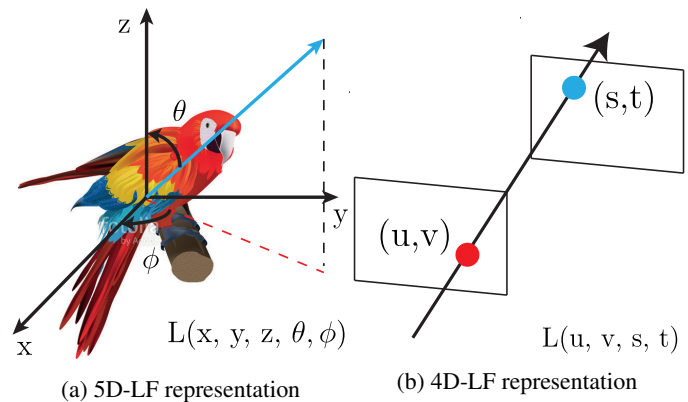 z
θ
y
ϕ
x
L(x, y, z, θ, ϕ)
(a) 5D-LF representation
(s,t)
(u,v)
L(u, v, s, t)
(b) 4D-LF representation